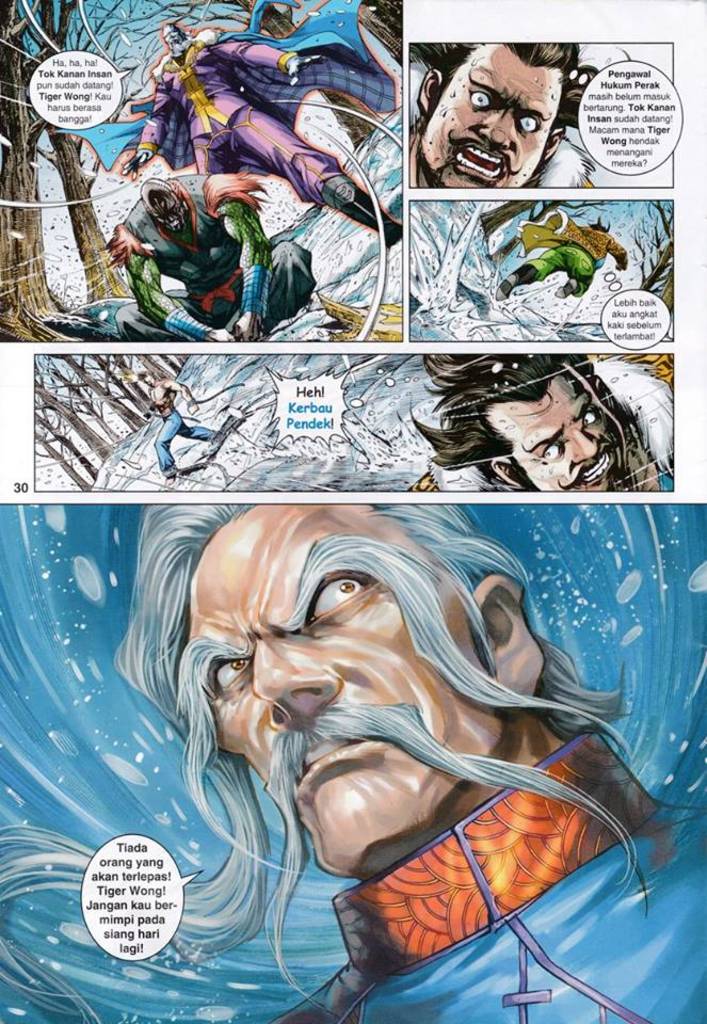 Ha, ha, ha!
Tok Kanan Insan
pun sudah datang!
Tiger Wong! Kau
harus berasa
bangga!
Pengawal
Hukum Perak
masih belum masuk
bertarung. Tok Kanan
Insan sudah datang!
Macam mana Tiger
Wong hendak
menangani
mereka?
Lebih baik
aku angkat
kaki sebelum
terlambat!
Heh!
Kerbau
Pendek!
30
Tiada
orang yang
akan terlepas!
Tiger Wong!
Jangan kau ber-
mimpi pada
siang hari
lagi!